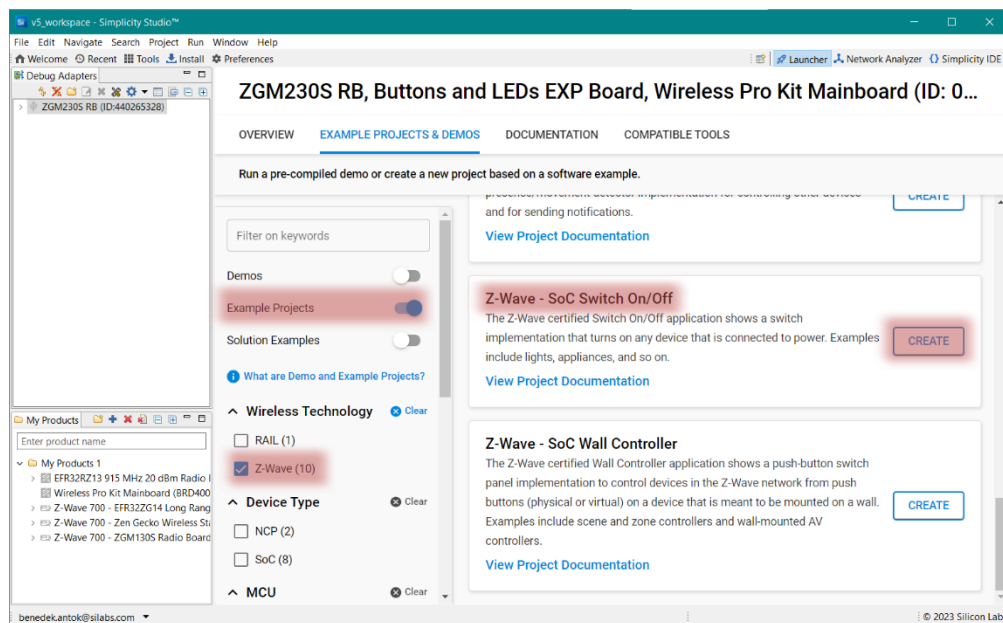 v5_workspace - Simplicity Studio™
File Edit Navigate Search Project Run Window Help
Welcome Recent Tools Install Preferences
Launcher Network Analyzer Simplicity IDE
Debug Adapters
ZGM230S RB (ID:440265328)
ZGM230S RB, Buttons and LEDs EXP Board, Wireless Pro Kit Mainboard (ID: 0...
OVERVIEW EXAMPLE PROJECTS & DEMOS DOCUMENTATION COMPATIBLE TOOLS
Run a pre-compiled demo or create a new project based on a software example.
Filter on keywords
Demos
Example Projects
Solution Examples
What are Demo and Example Projects?
Wireless Technology Clear
RAIL (1)
Z-Wave (10)
Device Type Clear
NCP (2)
SoC (8)
MCU Clear
presence/movement detector implementation for controlling other devices
and for sending notifications.
CREATE
View Project Documentation
Z-Wave - SoC Switch On/Off
The Z-Wave certified Switch On/Off application shows a switch
implementation that turns on any device that is connected to power. Examples
include lights, appliances, and so on.
CREATE
View Project Documentation
Z-Wave - SoC Wall Controller
The Z-Wave certified Wall Controller application shows a push-button switch
panel implementation to control devices in the Z-Wave network from push
buttons (physical or virtual) on a device that is meant to be mounted on a wall.
Examples include scene and zone controllers and wall-mounted AV
controllers.
CREATE
View Project Documentation
My Products
Enter product name
My Products 1
EFR32RZ13 915 MHz 20 dBm Radio
Wireless Pro Kit Mainboard (BRD400
Z-Wave 700 - EFR32ZG14 Long Rang
Z-Wave 700 - Zen Gecko Wireless Sta
Z-Wave 700 - ZGM130S Radio Board
benedek.antok@silabs.com
© 2023 Silicon Lab